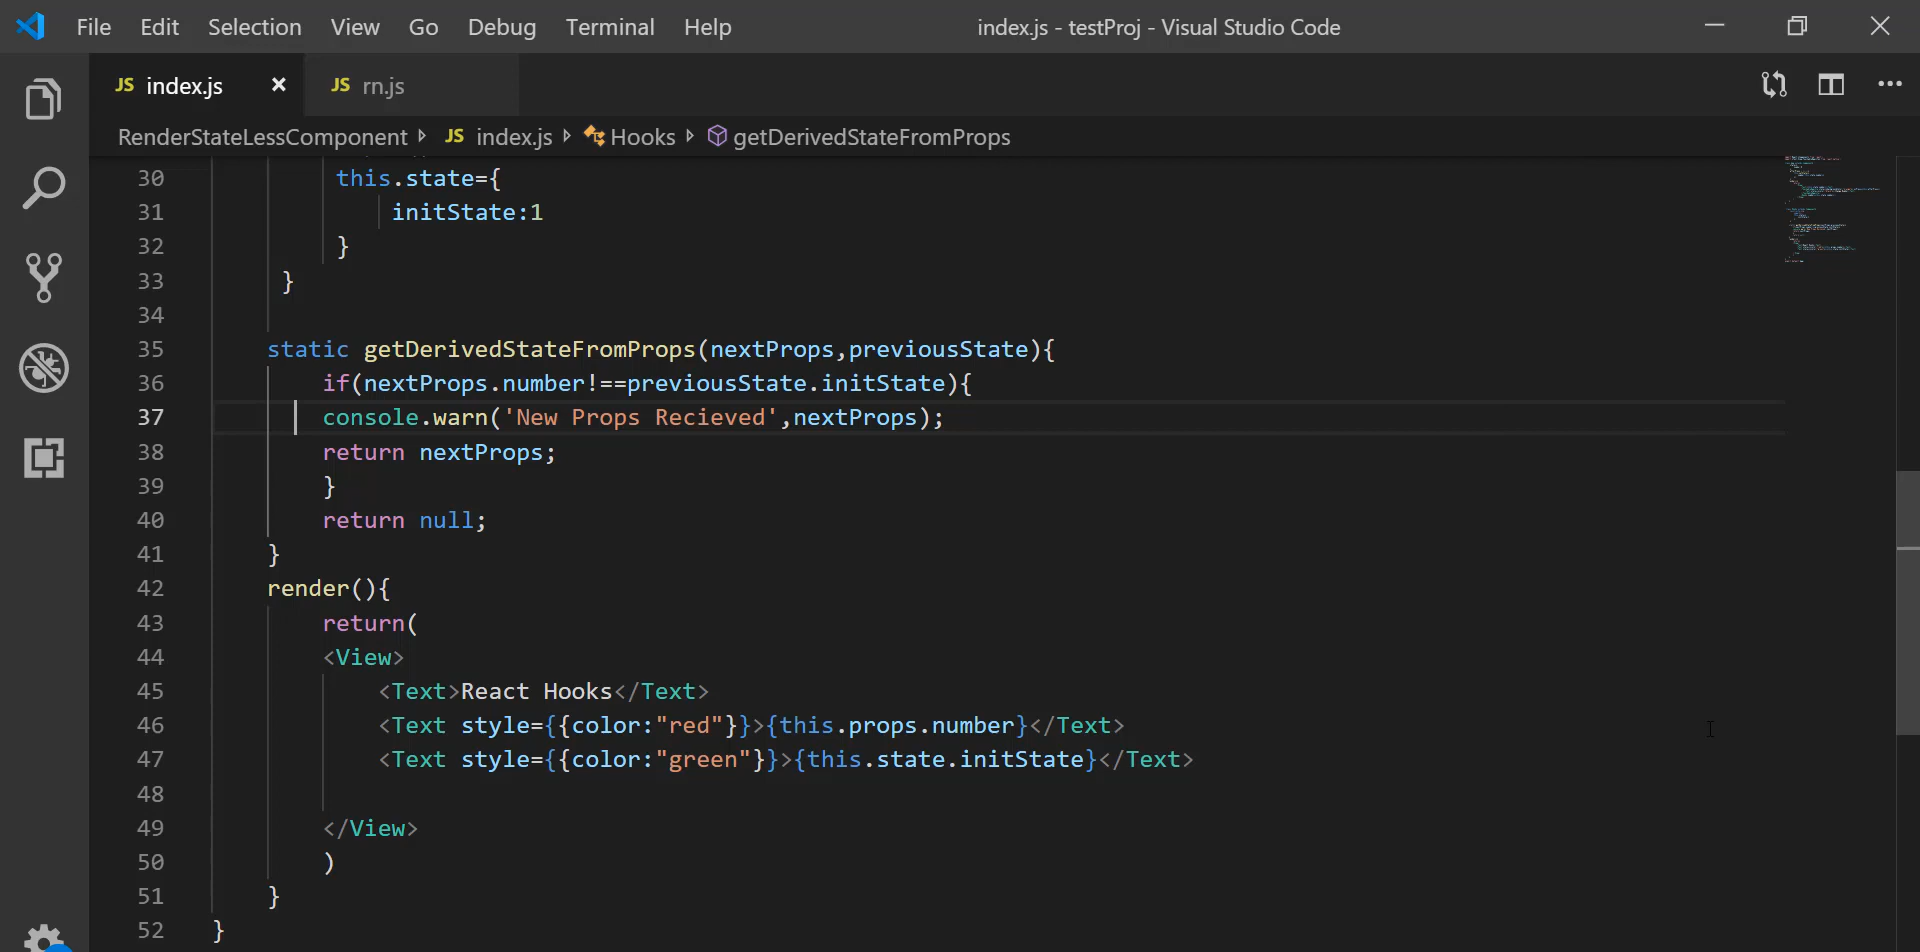 File Edit Selection View Go Debug Terminal Help index.js - testProj - Visual Studio Code
JS index.js JS rn.js
RenderStateLessComponent JS index.js Hooks getDerivedStateFromProps
30 this.state={
31 initState:1
32 }
33 }
34
35 static getDerivedStateFromProps(nextProps,previousState){
36 if(nextProps.number!==previousState.initState){
37 console.warn('New Props Recieved',nextProps);
38 return nextProps;
39 }
40 return null;
41 }
42 render(){
43 return(
44 <View>
45 <Text>React Hooks</Text>
46 <Text style={{color:"red"}}>{this.props.number}</Text>
47 <Text style={{color:"green"}}>{this.state.initState}</Text>
48
49 </View>
50 )
51 }
52 }